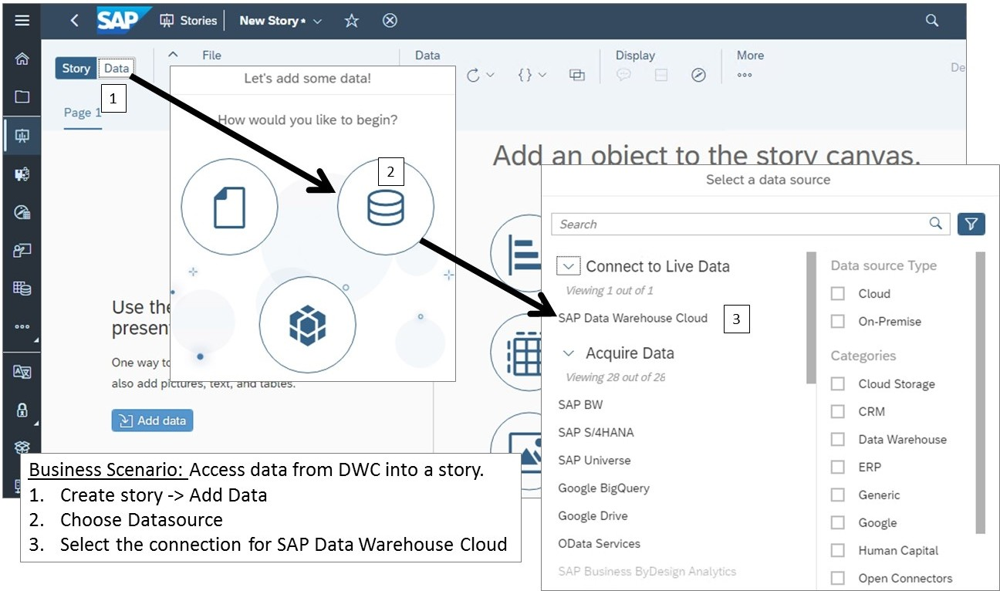 SAP Stories New Story * 
Story Data File Data Display More
De
1
Page 1
Let's add some data!
How would you like to begin?
2
Add an object to the story canvas.
Use the
present
One way to
also add pictures, text, and tables.
Add data
Select a data source
Search
Connect to Live Data
Viewing 1 out of 1
SAP Data Warehouse Cloud 3
Acquire Data
Viewing 28 out of 28
SAP BW
SAP S/4HANA
SAP Universe
Google BigQuery
Google Drive
OData Services
SAP Business ByDesign Analytics
Data source Type
Cloud
On-Premise
Categories
Cloud Storage
CRM
Data Warehouse
ERP
Generic
Google
Human Capital
Open Connectors
Business Scenario: Access data from DWC into a story.
1. Create story -> Add Data
2. Choose Datasource
3. Select the connection for SAP Data Warehouse Cloud